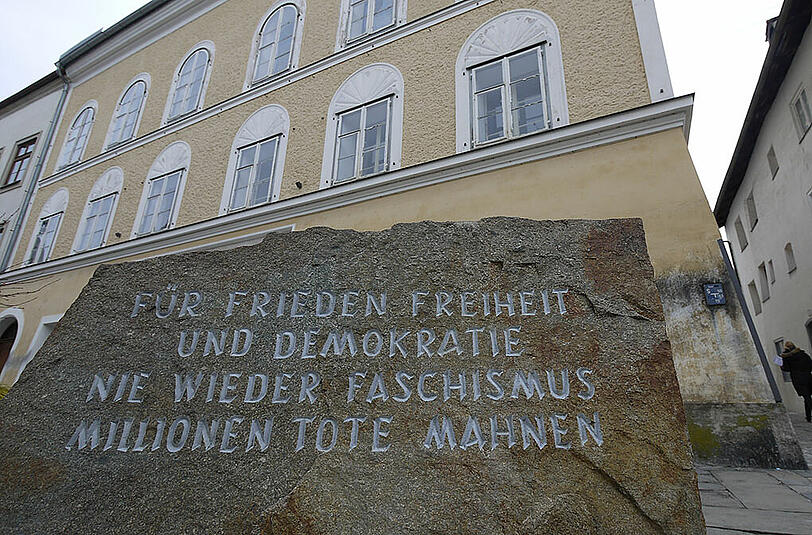 FÜR FRIEDEN FREIHEIT
UND DEMOKRATIE
NIE WIEDER FASCHISMUS
MILLIONEN TOTE MAHNEN